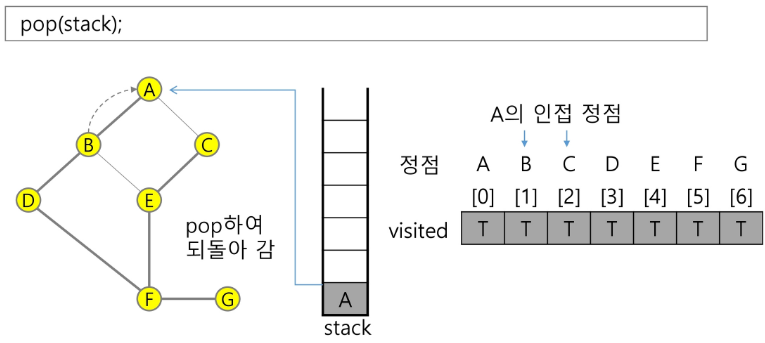 pop(stack);
A
B
C
D
E
F
G
pop하여
되돌아 감
A
stack
A의 인접 정점
정점 A B C D E F G
[0] [1] [2] [3] [4] [5] [6]
visited T T T T T T T